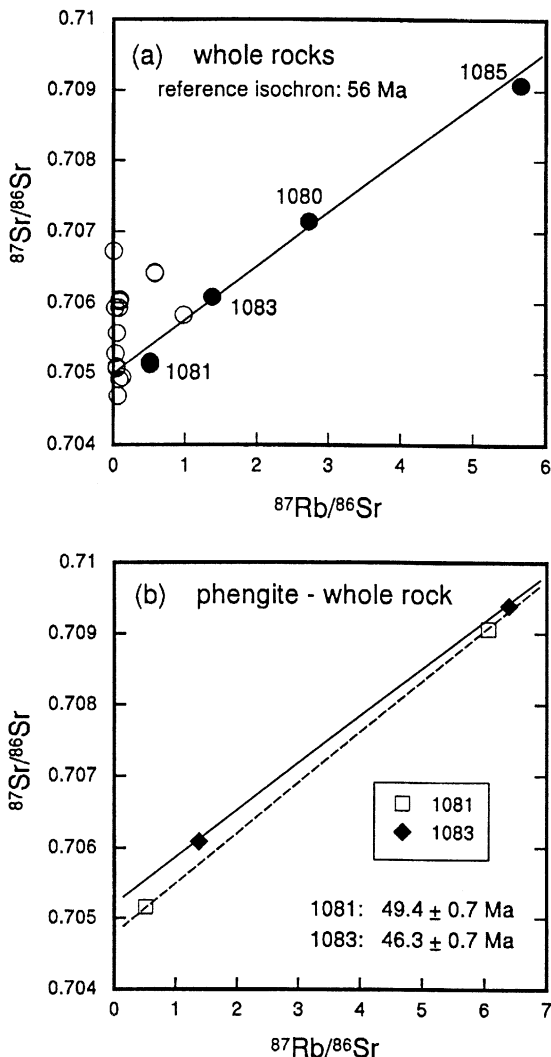 0.71
(a) whole rocks
reference isochron: 56 Ma
1085
0.709
0.708
1080
0.707
0.706
1083
0.705
1081
0.704
0 1 2 3 4 5 6
87Sr/86Sr
87Rb/86Sr
0.71
(b) phengite - whole rock
0.709
0.708
0.707
0.706
0.705
0.704
1081
1083
1081: 49.4 ± 0.7 Ma
1083: 46.3 ± 0.7 Ma
0 1 2 3 4 5 6 7
87Sr/86Sr
87Rb/86Sr